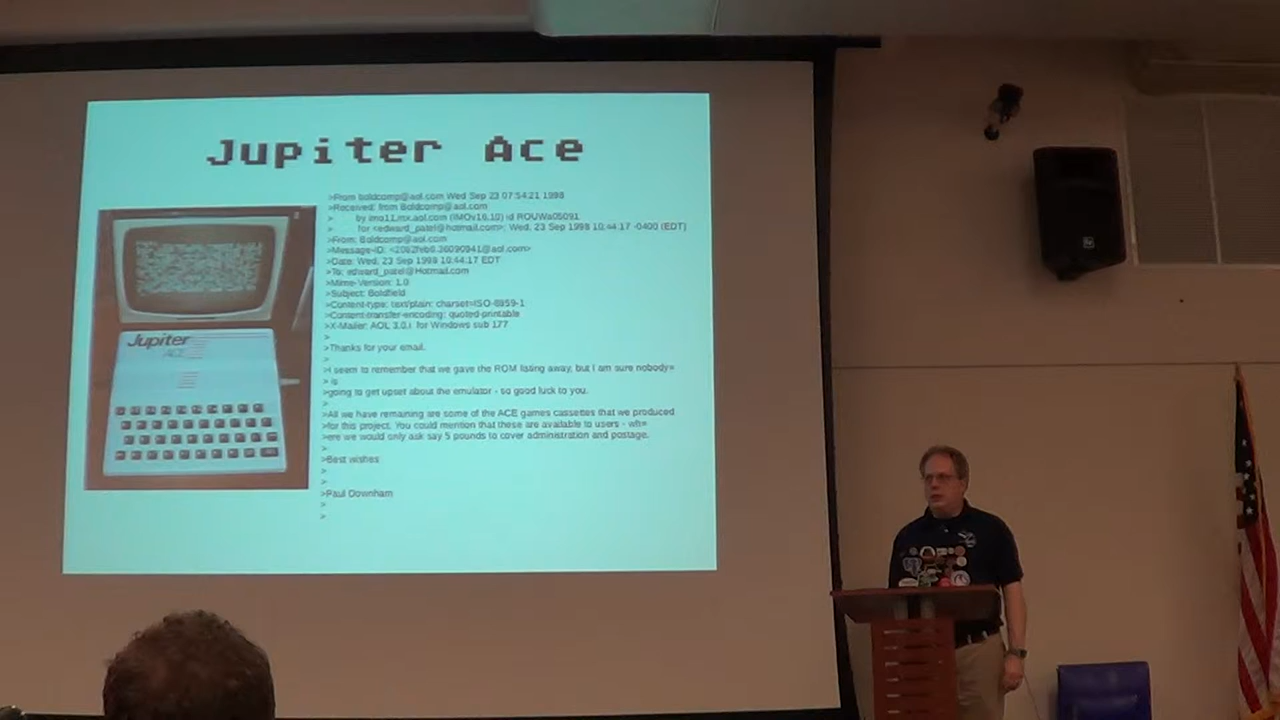 Jupiter Ace
>From boldcomp@aol.com Wed Sep 23 07:54:21 1998
>Received: from Boldcomp@aol.com
> by imo11.mx.aol.com (IMOv16.10) id ROUWa05091
> for <edward_patel@hotmail.com>; Wed, 23 Sep 1998 10:44:17 -0400 (EDT)
>From: Boldcomp@aol.com
>Message-ID:
>Date: Wed, 23 Sep 1998 10:44:17 EDT
>To: edward_patel@Hotmail.com
>Mime-Version: 1.0
>Subject: Boldfield
>Content-type: text/plain; charset=ISO-8859-1
>Content-transfer-encoding: quoted-printable
>X-Mailer: AOL 3.0.i for Windows sub 177
>
>Thanks for your email.
>
>I seem to remember that we gave the ROM listing away, but I am sure nobody=
> is
>going to get upset about the emulator - so good luck to you.
>
>All we have remaining are some of the ACE games cassettes that we produced
>for this project. You could mention that these are available to users - wh=
>ere we would only ask say 5 pounds to cover administration and postage.
>
>Best wishes
>
>
>Paul Downham
>
>
Jupiter
ACE